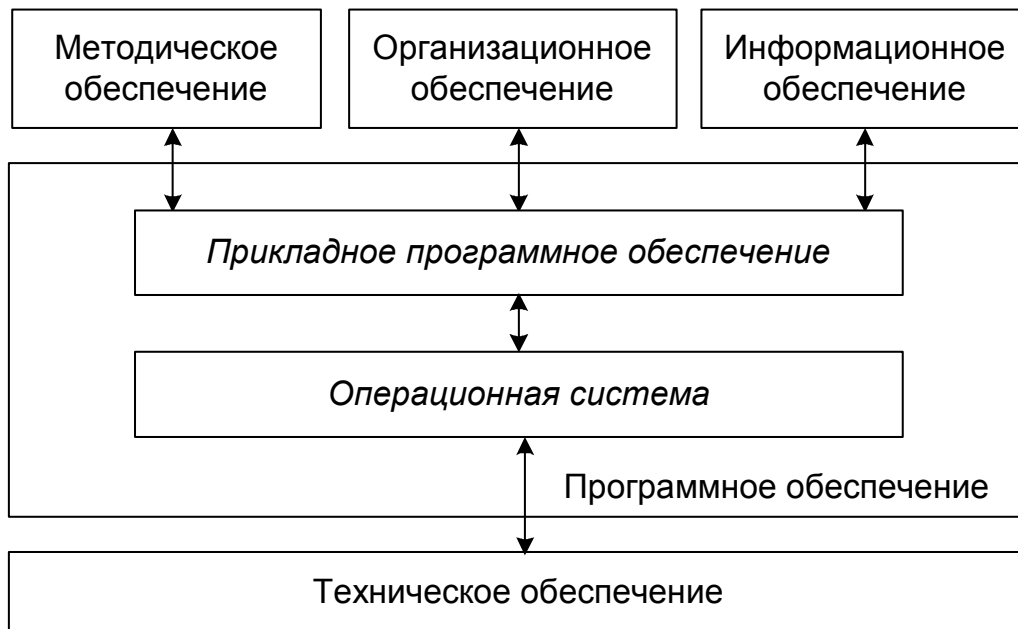 Методическое
обеспечение
Организационное
обеспечение
Информационное
обеспечение
Прикладное программное обеспечение
Операционная система
Программное обеспечение
Техническое обеспечение